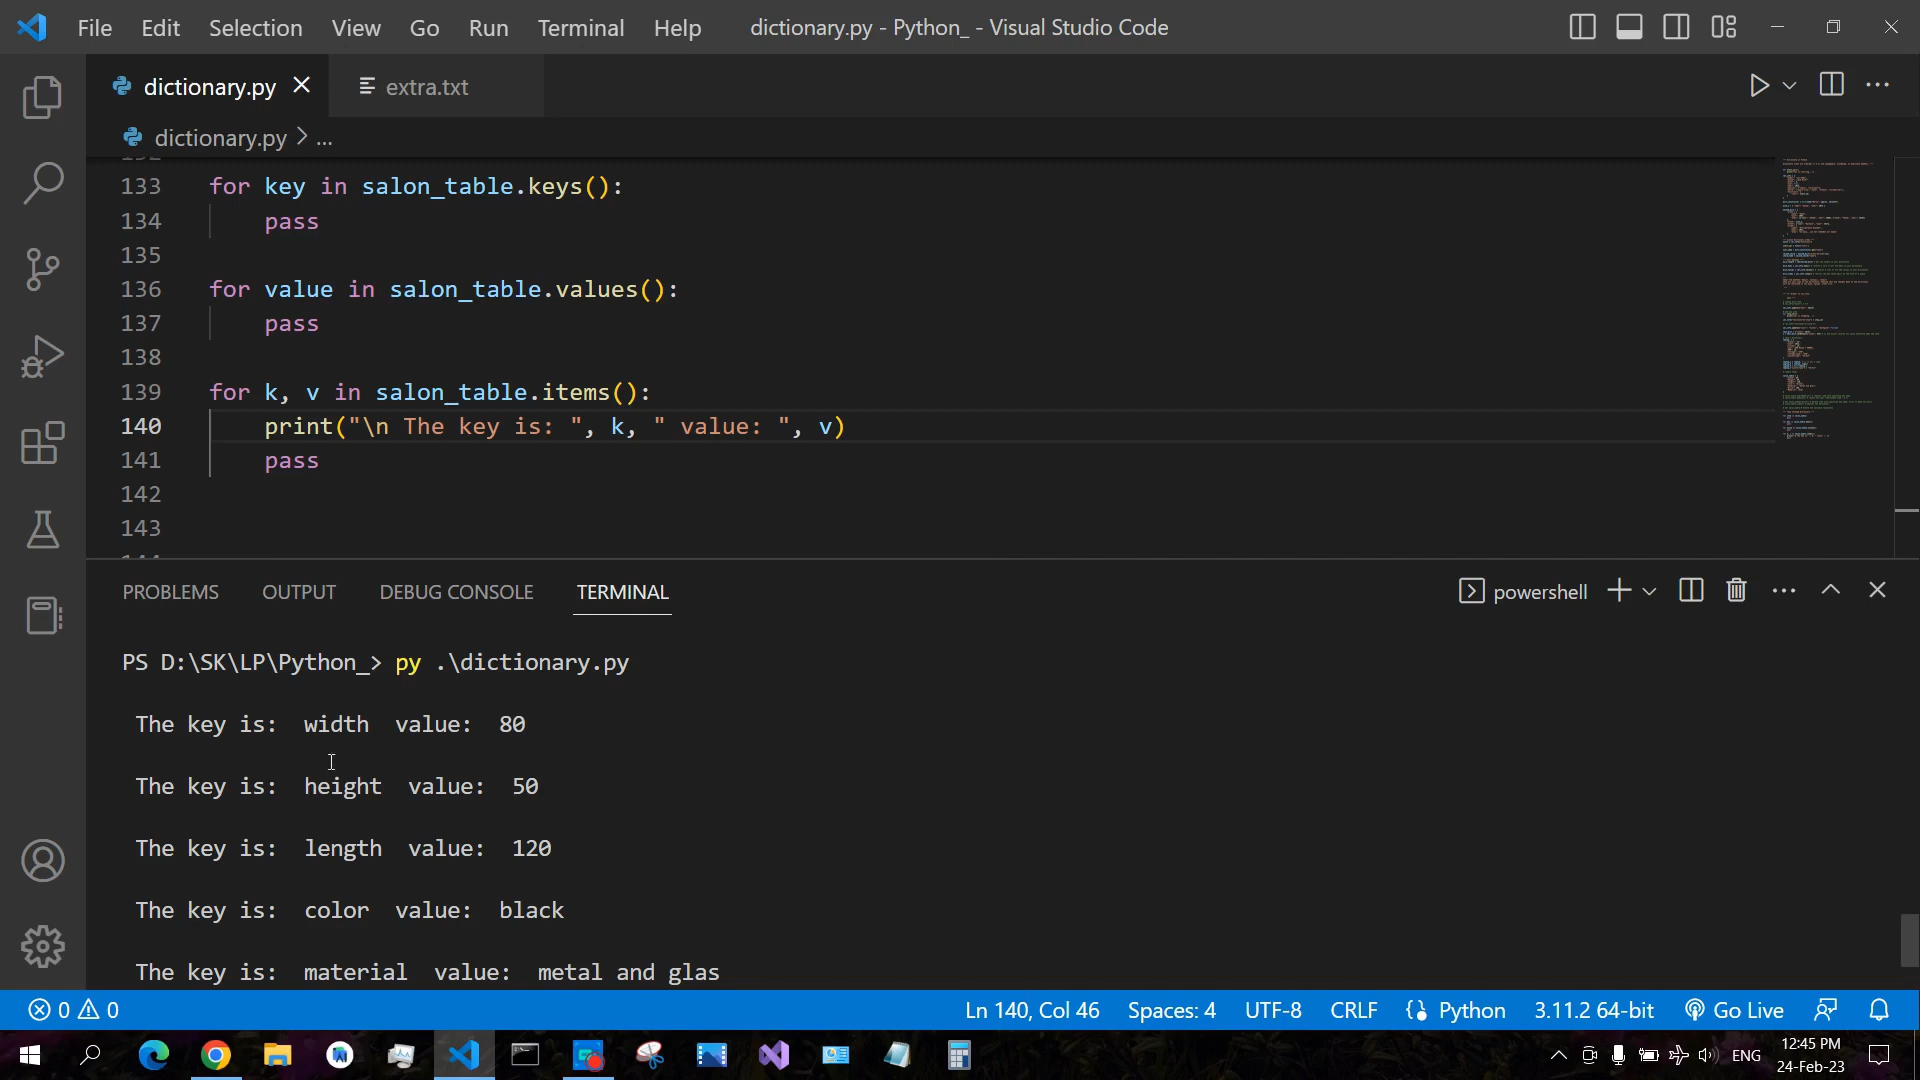 File Edit Selection View Go Run Terminal Help dictionary.py - Python_ - Visual Studio Code
dictionary.py extra.txt
dictionary.py > ...
133 for key in salon_table.keys():
134 pass
135
136 for value in salon_table.values():
137 pass
138
139 for k, v in salon_table.items():
140 print("\n The key is: ", k, " value: ", v)
141 pass
142
143
PROBLEMS OUTPUT DEBUG CONSOLE TERMINAL powershell
PS D:\SK\LP\Python_> py .\dictionary.py
The key is:  width  value:  80
The key is:  height  value:  50
The key is:  length  value:  120
The key is:  color  value:  black
The key is:  material  value:  metal and glas
0 0 Ln 140, Col 46 Spaces: 4 UTF-8 CRLF Python 3.11.2 64-bit Go Live
ENG 12:45 PM
24-Feb-23